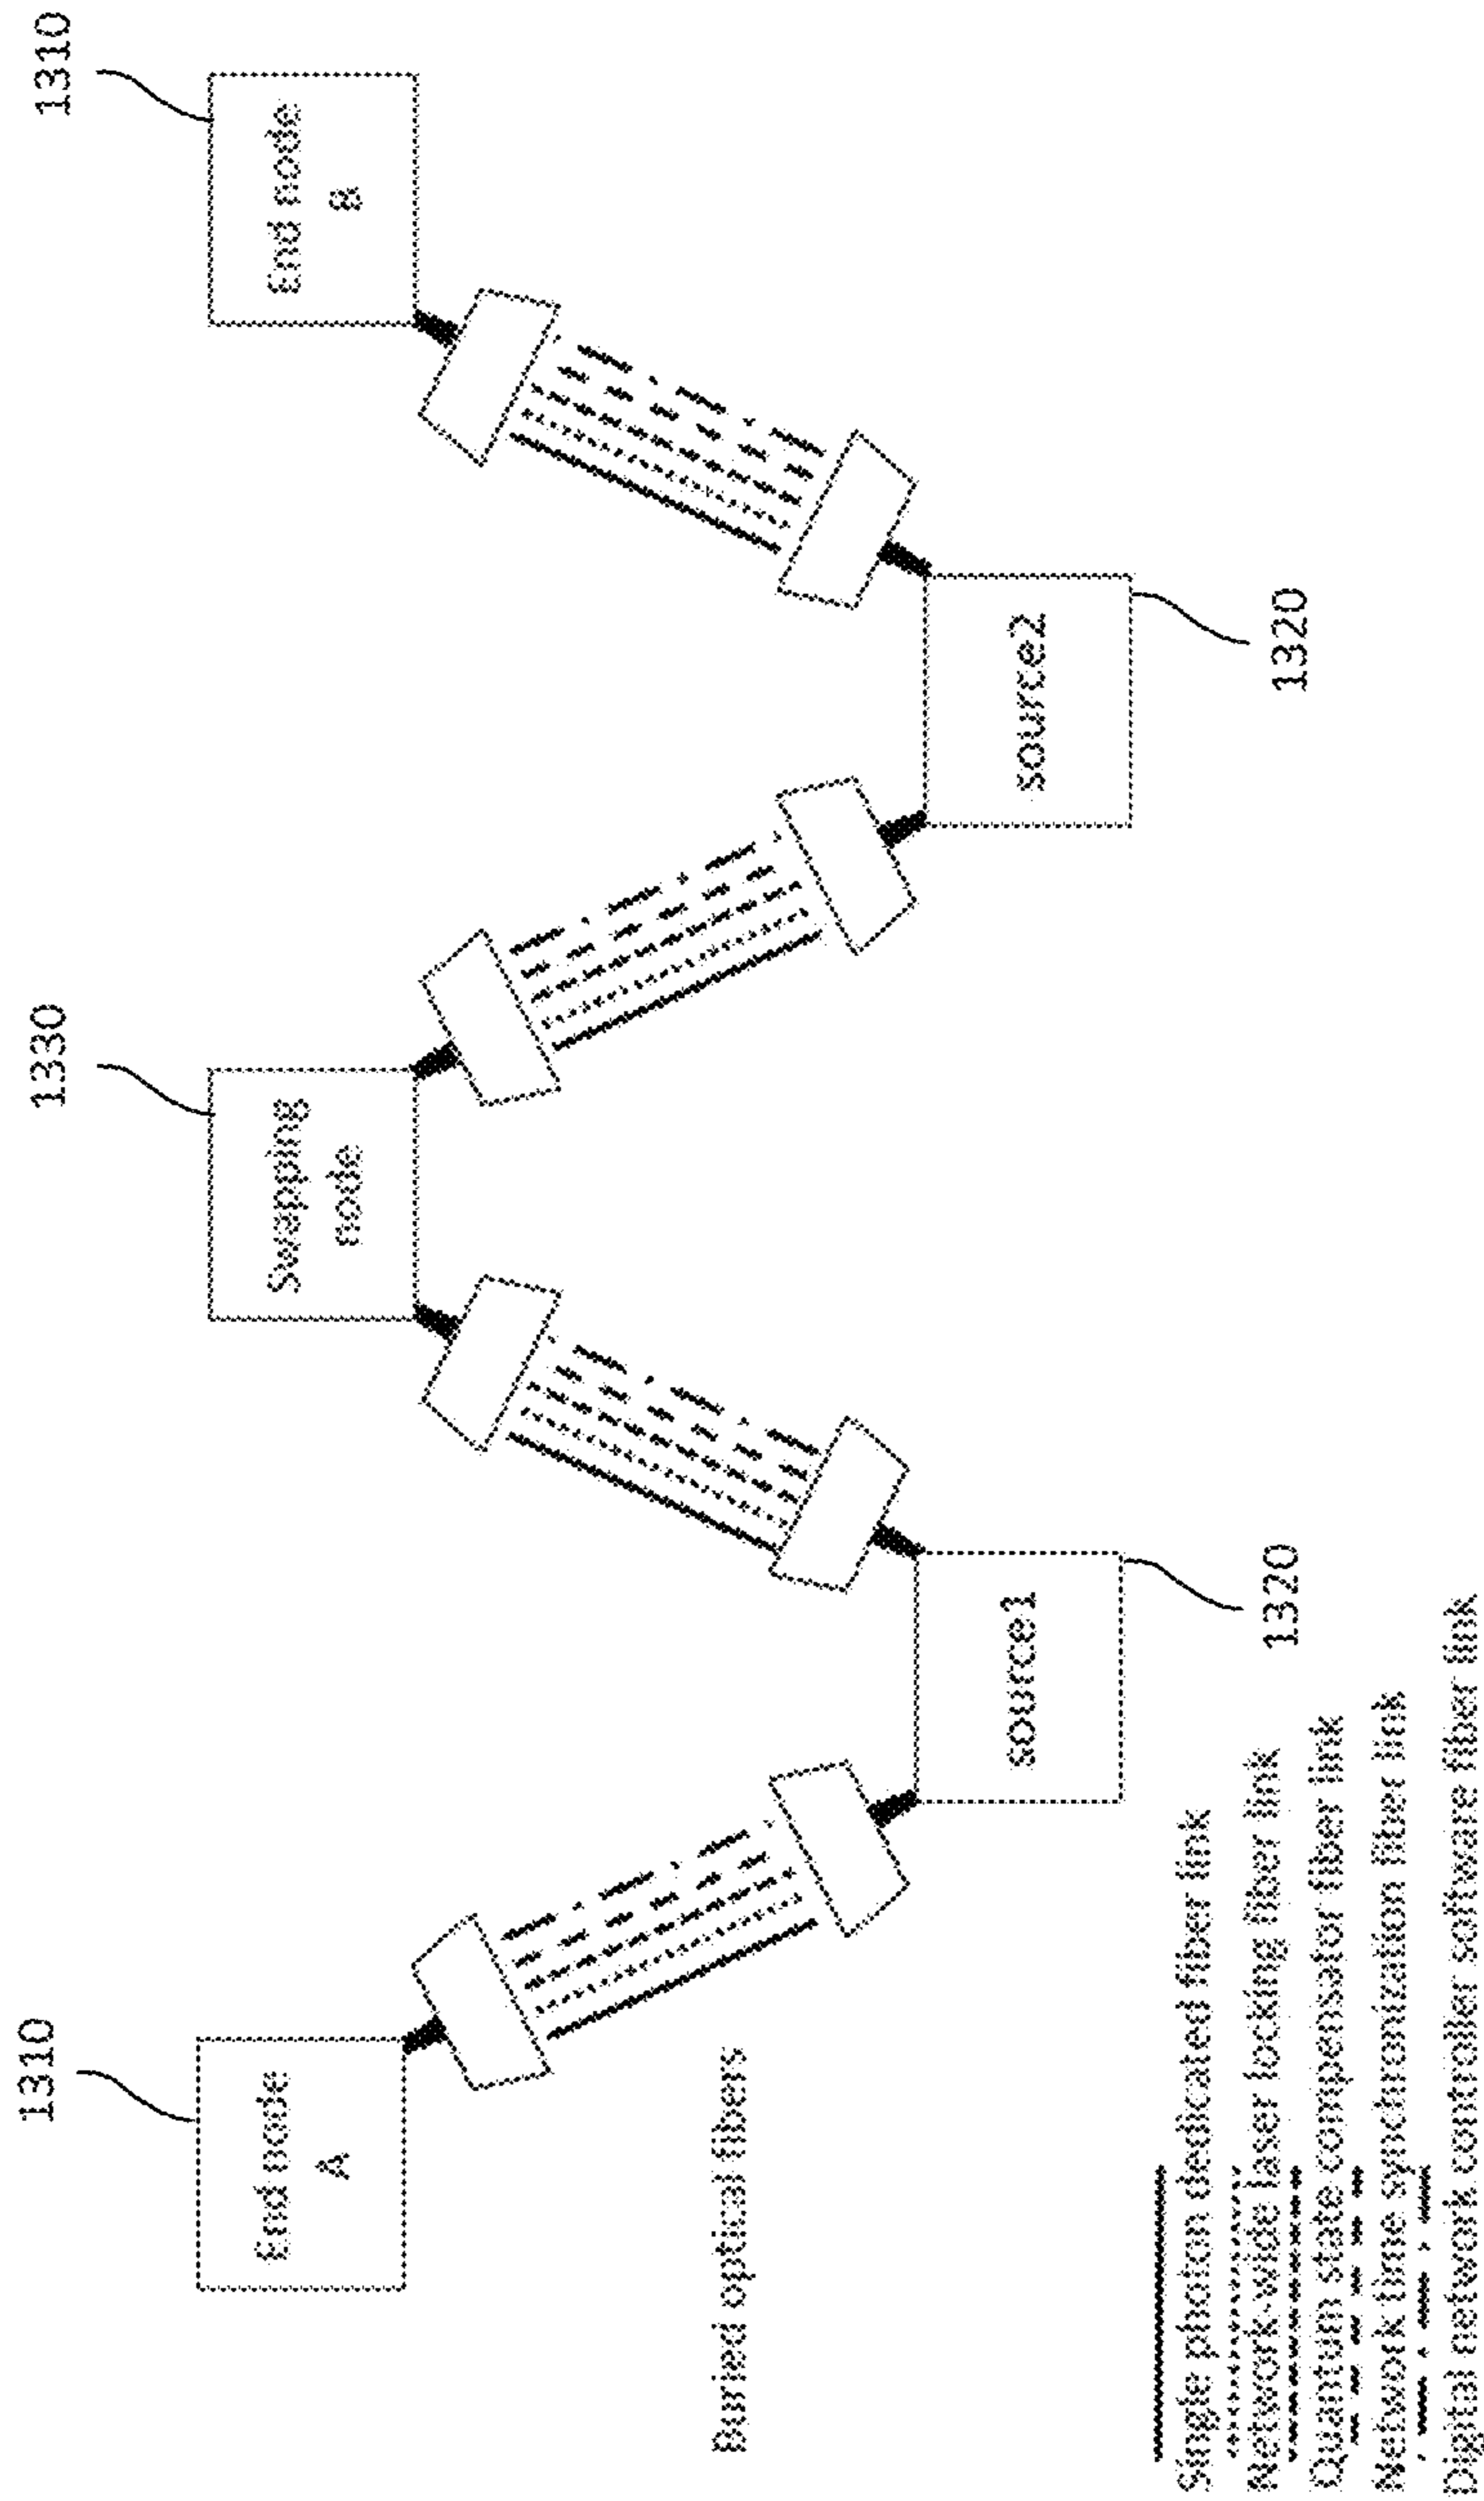 1310
End node
A
1330
Swapping
node
1310
End node
B
source1
1320
source2
1320
Buried optical fibers
Single photon dedicated fiber link
Network-wide laser locking fiber link
Quantum state compensator fiber link
Network time synchronization fiber link
Digital network controller software fiber link